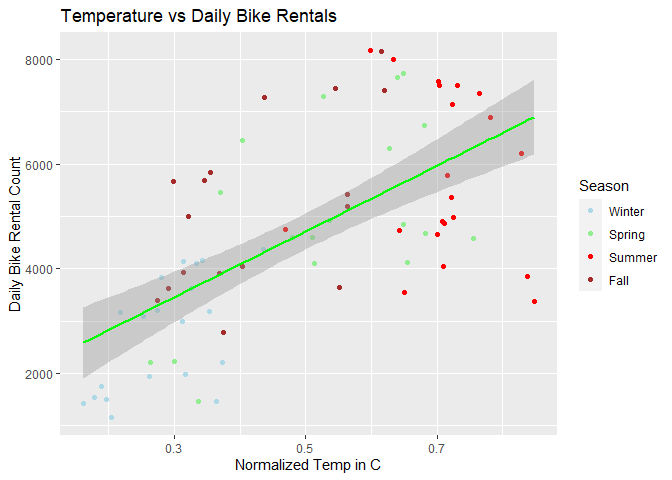 Temperature vs Daily Bike Rentals
8000
6000
4000
2000
Daily Bike Rental Count
0.3
0.5
0.7
Normalized Temp in C
Season
Winter
Spring
Summer
Fall